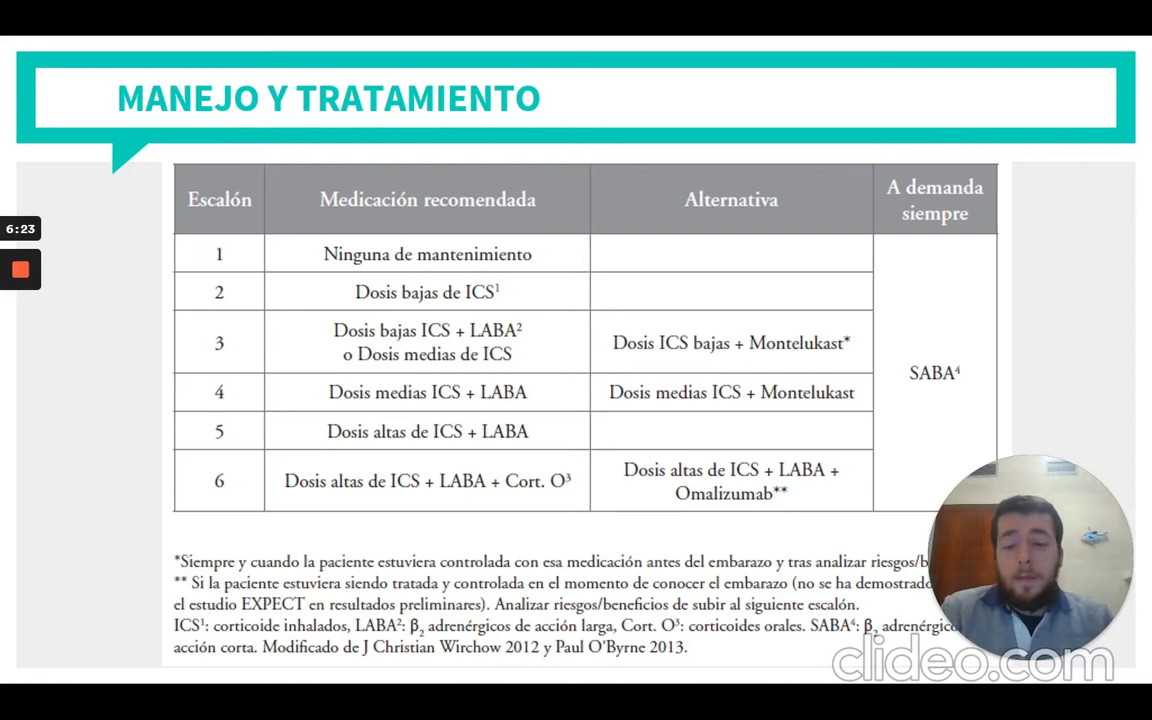 MANEJO Y TRATAMIENTO
6:23
Escalón Medicación recomendada Alternativa A demanda siempre
1 Ninguna de mantenimiento
2 Dosis bajas de ICS¹
3 Dosis bajas ICS + LABA² o Dosis medias de ICS Dosis ICS bajas + Montelukast*
4 Dosis medias ICS + LABA Dosis medias ICS + Montelukast
5 Dosis altas de ICS + LABA
6 Dosis altas de ICS + LABA + Cort. O³ Dosis altas de ICS + LABA + Omalizumab**
SABA⁴
*Siempre y cuando la paciente estuviera controlada con esa medicación antes del embarazo y tras analizar riesgos/
** Si la paciente estuviera siendo tratada y controlada en el momento de conocer el embarazo (no se ha demostrado
el estudio EXPECT en resultados preliminares). Analizar riesgos/beneficios de subir al siguiente escalón.
ICS¹: corticoide inhalados, LABA²: β₂ adrenérgicos de acción larga, Cort. O³: corticoides orales. SABA⁴: β₂ adrenérgico
acción corta. Modificado de J Christian Wirchow 2012 y Paul O'Byrne 2013.
clideo.com